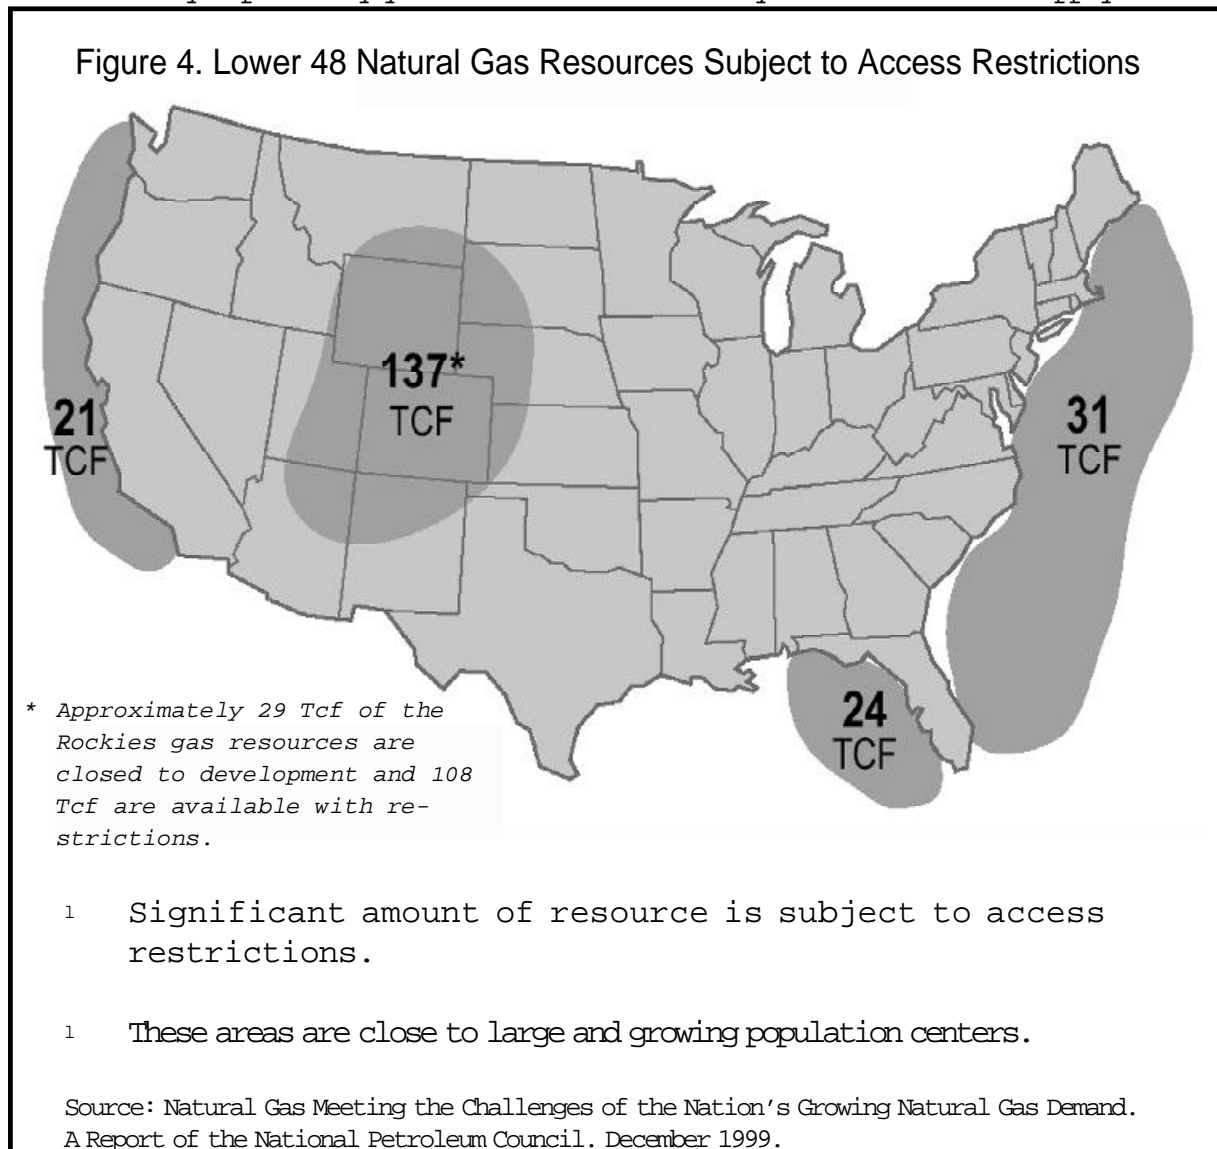 Figure 4. Lower 48 Natural Gas Resources Subject to Access Restrictions
137*
TCF
21
TCF
31
TCF
24
TCF
* Approximately 29 Tcf of the
Rockies gas resources are
closed to development and 108
Tcf are available with re-
strictions.
l Significant amount of resource is subject to access
restrictions.
l These areas are close to large and growing population centers.
Source: Natural Gas Meeting the Challenges of the Nation's Growing Natural Gas Demand.
A Report of the National Petroleum Council. December 1999.